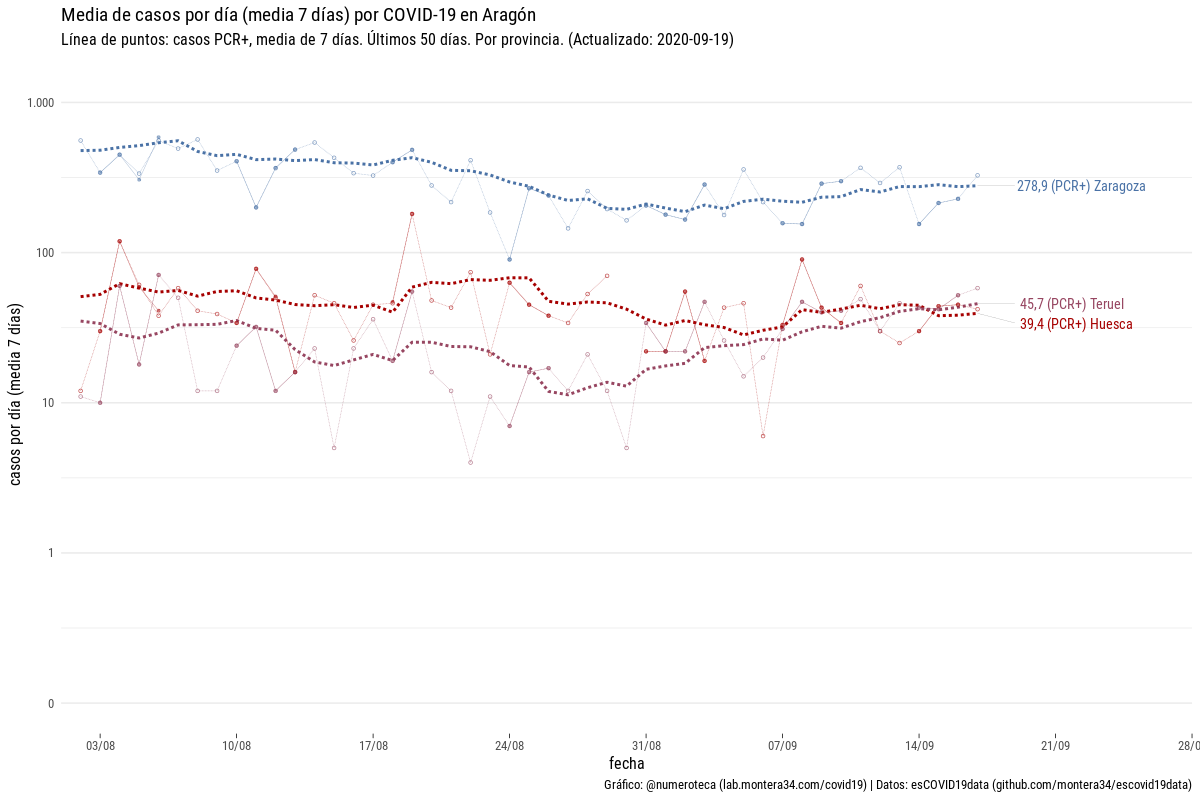 Media de casos por día (media 7 días) por COVID-19 en Aragón
Línea de puntos: casos PCR+, media de 7 días. Últimos 50 días. Por provincia. (Actualizado: 2020-09-19)
casos por día (media 7 días)
1.000
100
10
1
0
278,9 (PCR+) Zaragoza
45,7 (PCR+) Teruel
39,4 (PCR+) Huesca
03/08
10/08
17/08
24/08
31/08
07/09
14/09
21/09
28/0
fecha
Gráfico: @numeroteca (lab.montera34.com/covid19) | Datos: esCOVID19data (github.com/montera34/escovid19data)